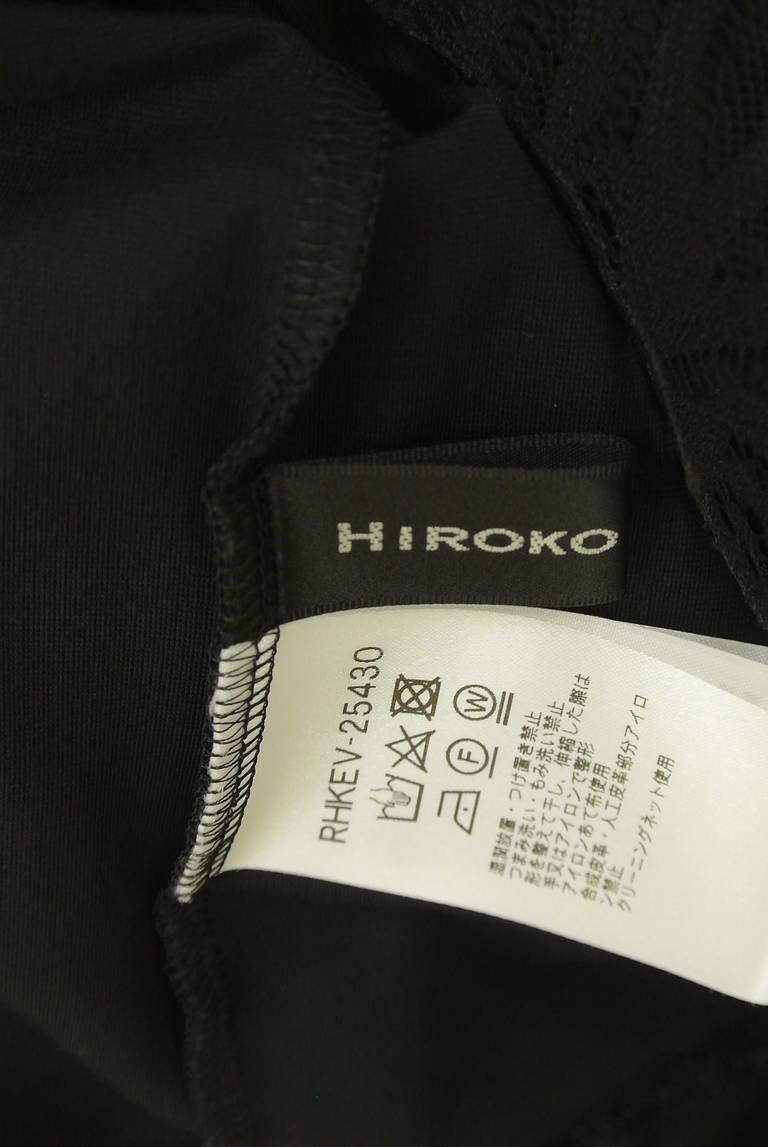 HIROKO
RHKEV-25430
W
F
湿潤放置・つけ置き禁止
つまみ洗い・もみ洗い禁止
形を整えて干し、伸縮した際は
手又はアイロンで整形
アイロンあて布使用
合成皮革・人工皮革部分アイロ
ン禁止
クリーニングネット使用